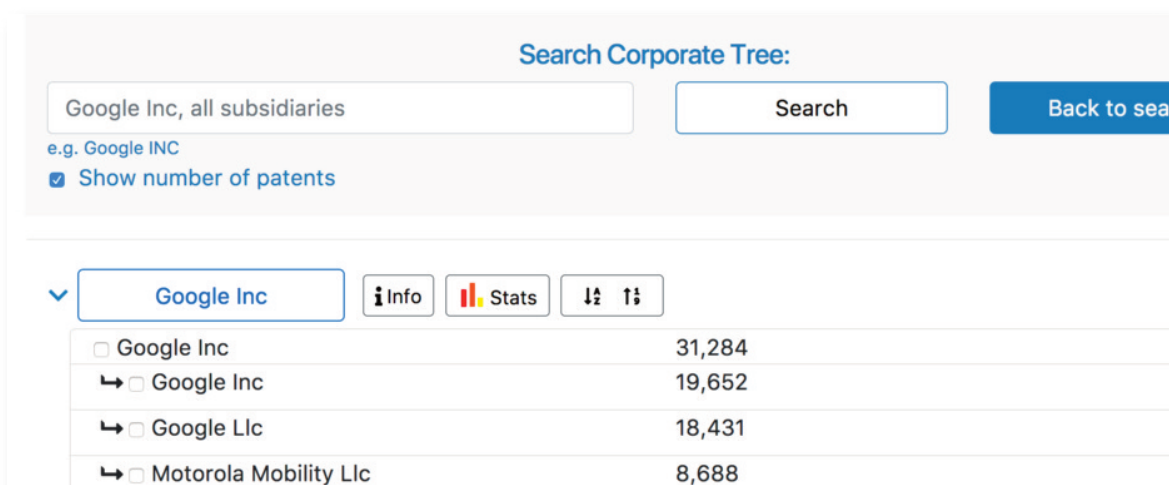 Search Corporate Tree:
Google Inc, all subsidiaries Search Back to sea
e.g. Google INC
Show number of patents
Google Inc Info Stats
Google Inc 31,284
Google Inc 19,652
Google Llc 18,431
Motorola Mobility Llc 8,688